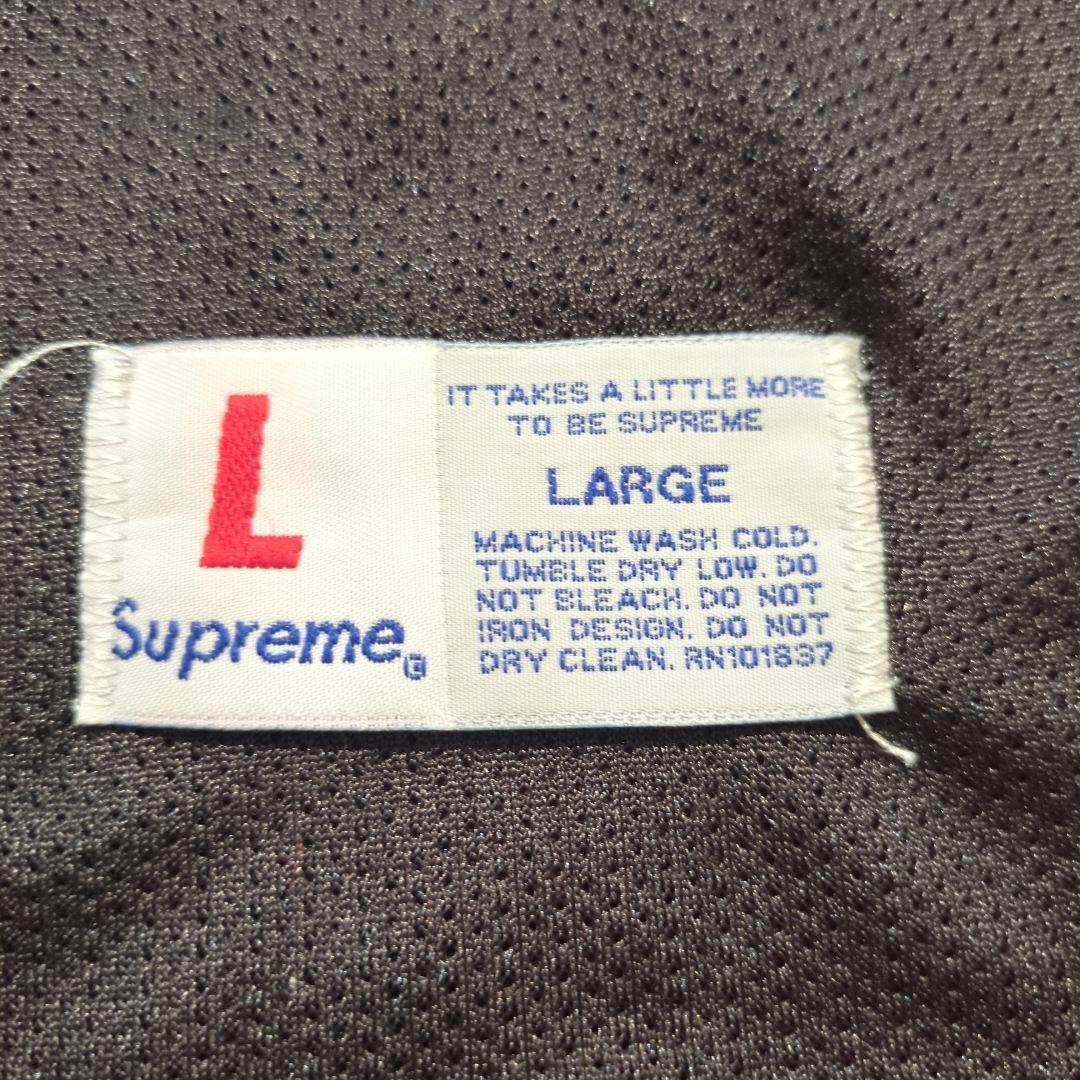 L
Supreme®
IT TAKES A LITTLE MORE
TO BE SUPREME
LARGE
MACHINE WASH COLD.
TUMBLE DRY LOW. DO
NOT BLEACH. DO NOT
IRON DESIGN. DO NOT
DRY CLEAN. RN101837